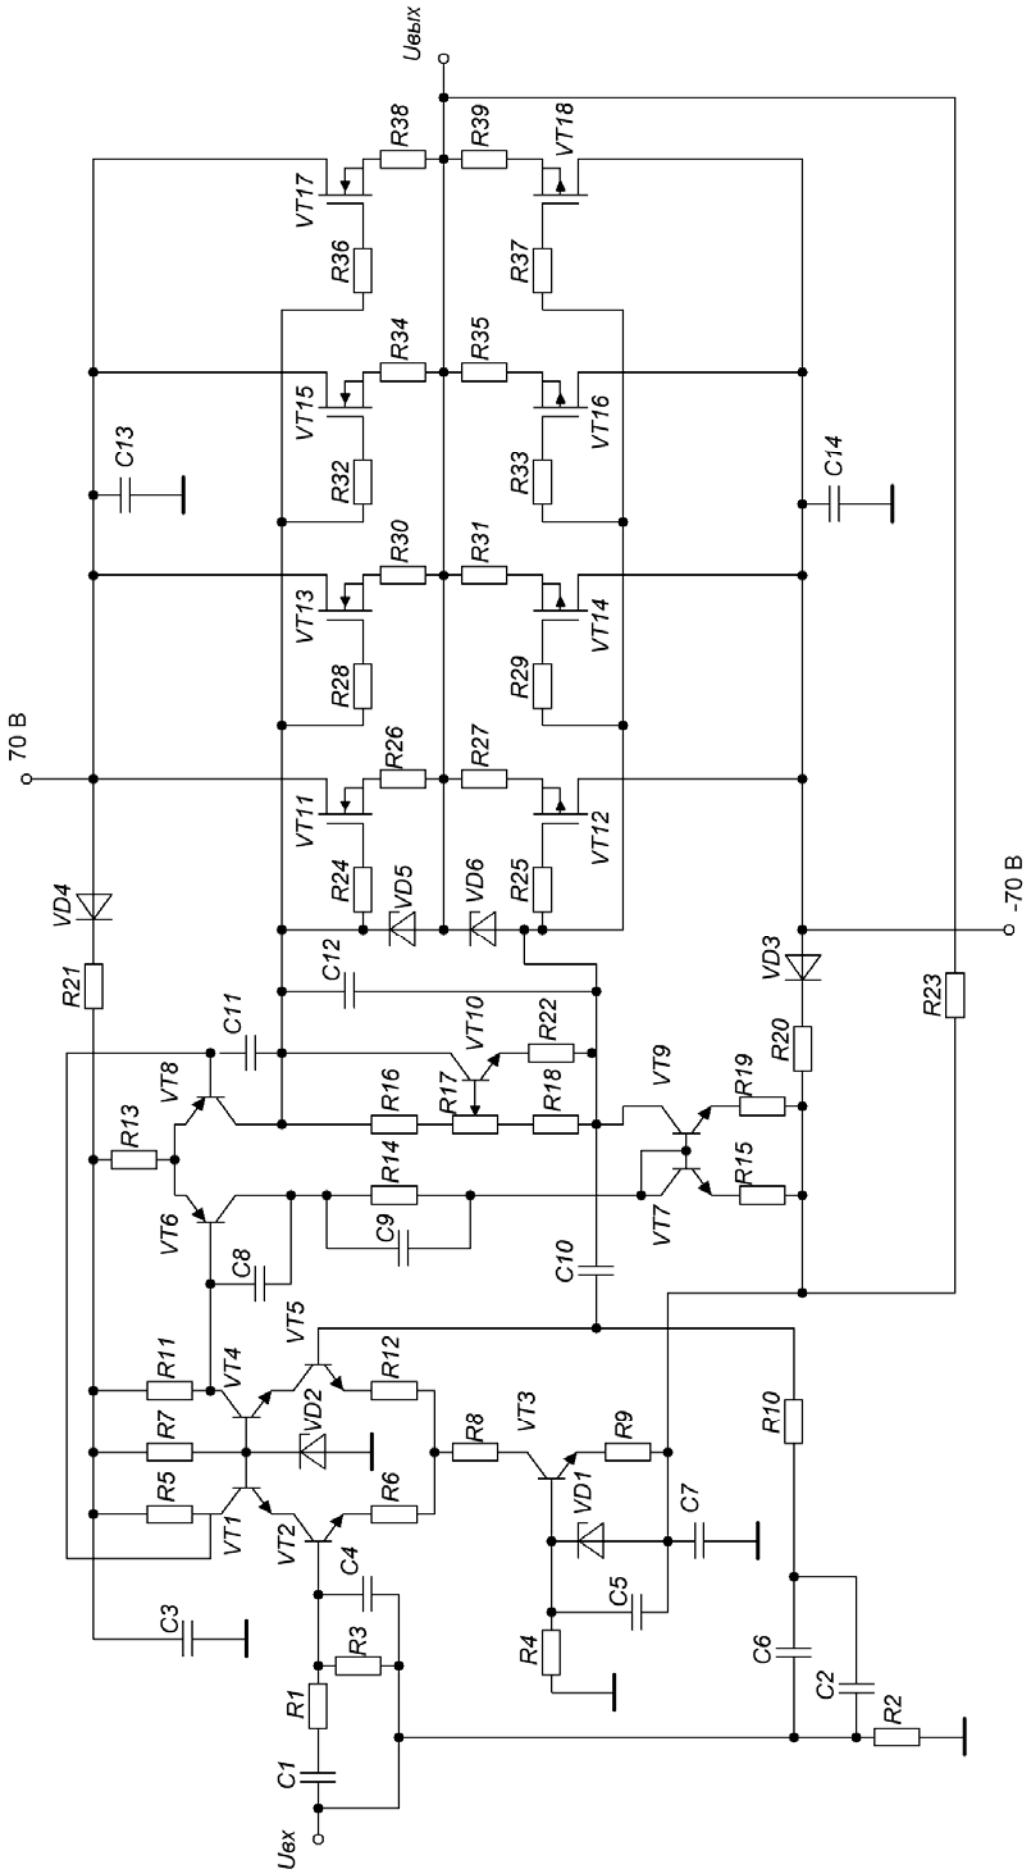 Uвых
70 В
-70 В
Uвх
VT17
R38
R39
VT18
R36
R37
VT15
R34
R35
VT16
C13
R32
R33
C14
VT13
R30
R31
VT14
R28
R29
VT11
R26
R27
VT12
R24
VD5
VD6
R25
VD4
R21
C12
VD3
R23
C11
VT10
R22
R20
VT8
R16
R17
R18
VT9
R19
R13
R14
R15
VT6
C9
VT7
C8
C10
VT5
R11
VT4
R12
R7
VD2
R8
VT3
R9
R10
R5
VT1
VT2
R6
VD1
C7
C4
C5
C3
R3
R4
C6
C2
R1
R2
C1